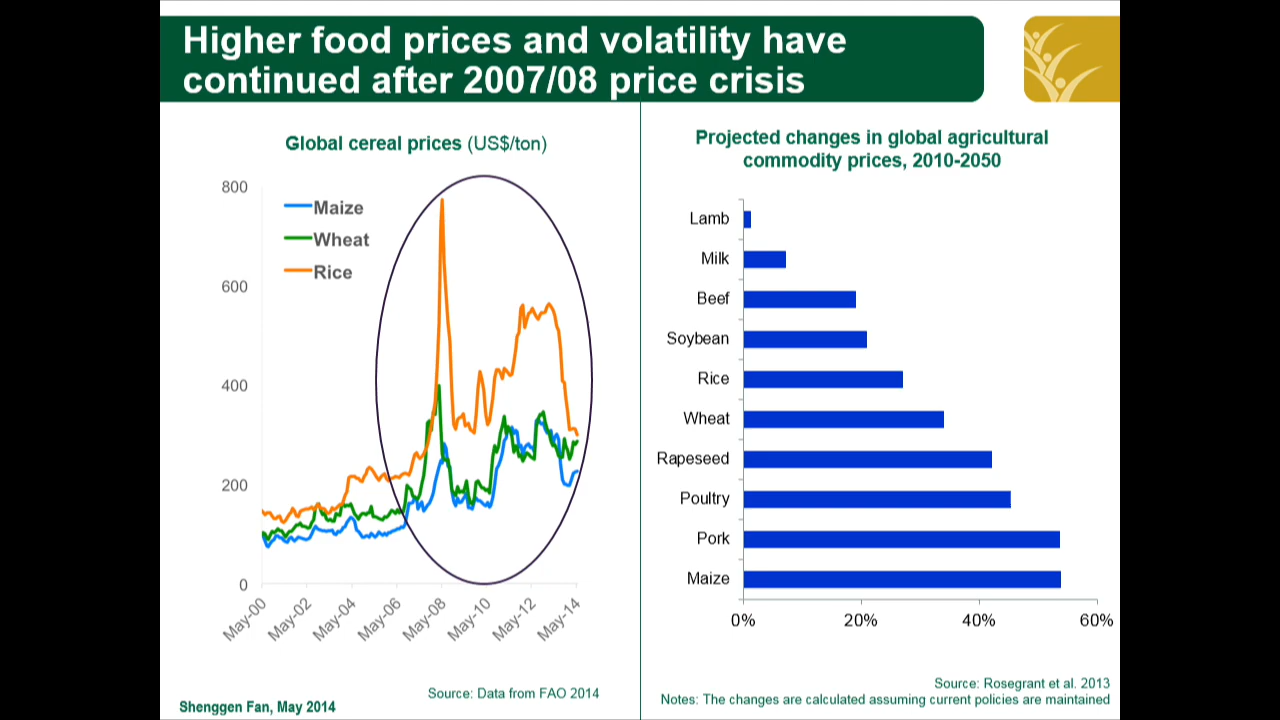 Higher food prices and volatility have
continued after 2007/08 price crisis
Global cereal prices (US$/ton)
800
600
400
200
0
Maize
Wheat
Rice
May-00
May-02
May-04
May-06
May-08
May-10
May-12
May-14
Source: Data from FAO 2014
Shenggen Fan, May 2014
Projected changes in global agricultural
commodity prices, 2010-2050
Lamb
Milk
Beef
Soybean
Rice
Wheat
Rapeseed
Poultry
Pork
Maize
0%
20%
40%
60%
Source: Rosegrant et al. 2013
Notes: The changes are calculated assuming current policies are maintained